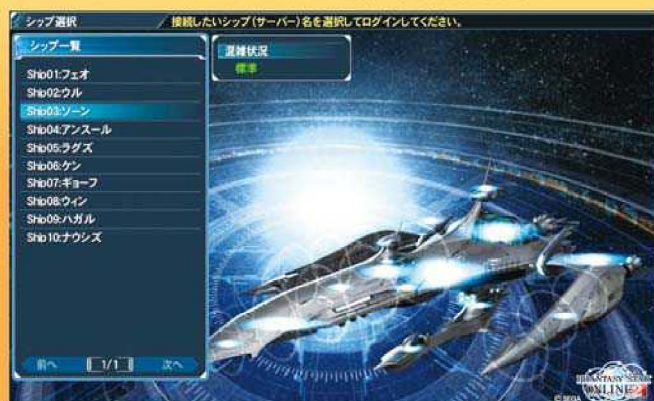 シップ選択
接続したいシップ(サーバー)名を選択してログインしてください。
シップ一覧
Ship01:フェオ
Ship02:ウル
Ship03:ソーン
Ship04:アンスール
Ship05:ラグズ
Ship06:ケン
Ship07:ギョーフ
Ship08:ウィン
Ship09:ハガル
Ship10:ナウシズ
前へ 1/1 次へ
混雑状況
標準
PHANTASY STAR
ONLINE 2
©SEGA